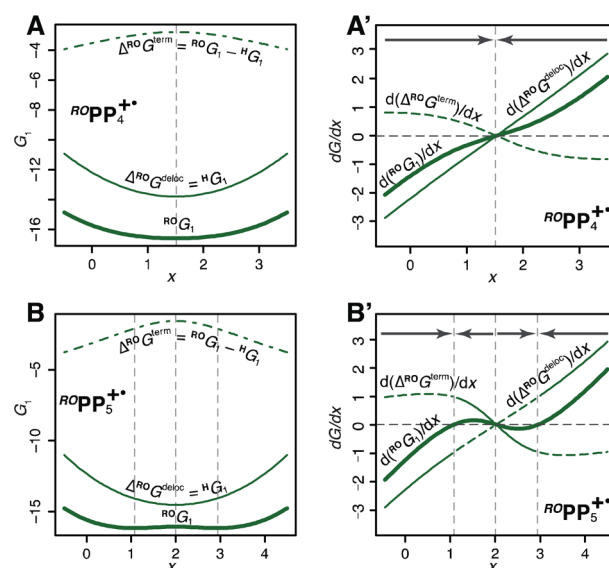 A
ΔᴿᴼGᵗᵉʳᵐ = ᴿᴼG₁ – ᴴG₁
ᴿᴼPP₄⁺•
ΔᴿᴼGᵈᵉˡᵒᶜ = ᴴG₁
ᴿᴼG₁
G₁
-4
-8
-12
-16
0 1 2 3
x
A'
d(ΔᴿᴼGᵗᵉʳᵐ)/dx
d(ΔᴿᴼGᵈᵉˡᵒᶜ)/dx
d(ᴿᴼG₁)/dx
ᴿᴼPP₄⁺•
dG/dx
3
2
1
0
-1
-2
-3
0 1 2 3
x
B
ΔᴿᴼGᵗᵉʳᵐ = ᴿᴼG₁ – ᴴG₁
ᴿᴼPP₅⁺•
ΔᴿᴼGᵈᵉˡᵒᶜ = ᴴG₁
ᴿᴼG₁
G₁
-5
-10
-15
0 1 2 3 4
x
B'
d(ΔᴿᴼGᵗᵉʳᵐ)/dx
d(ΔᴿᴼGᵈᵉˡᵒᶜ)/dx
d(ᴿᴼG₁)/dx
ᴿᴼPP₅⁺•
dG/dx
3
2
1
0
-1
-2
-3
0 1 2 3 4
x